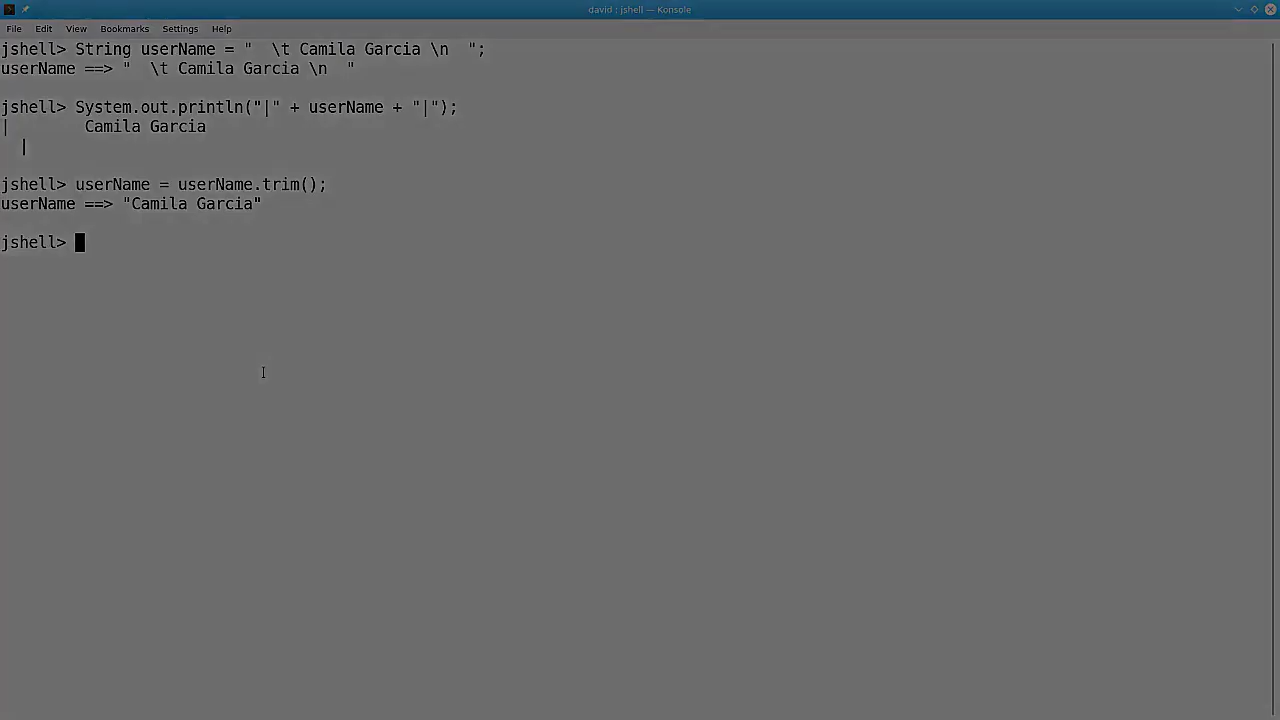 david : jshell — Konsole
File Edit View Bookmarks Settings Help
jshell> String userName = "  \t Camila Garcia \n  ";
userName ==> "  \t Camila Garcia \n  "
jshell> System.out.println("|" + userName + "|");
|        Camila Garcia
  |
jshell> userName = userName.trim();
userName ==> "Camila Garcia"
jshell>